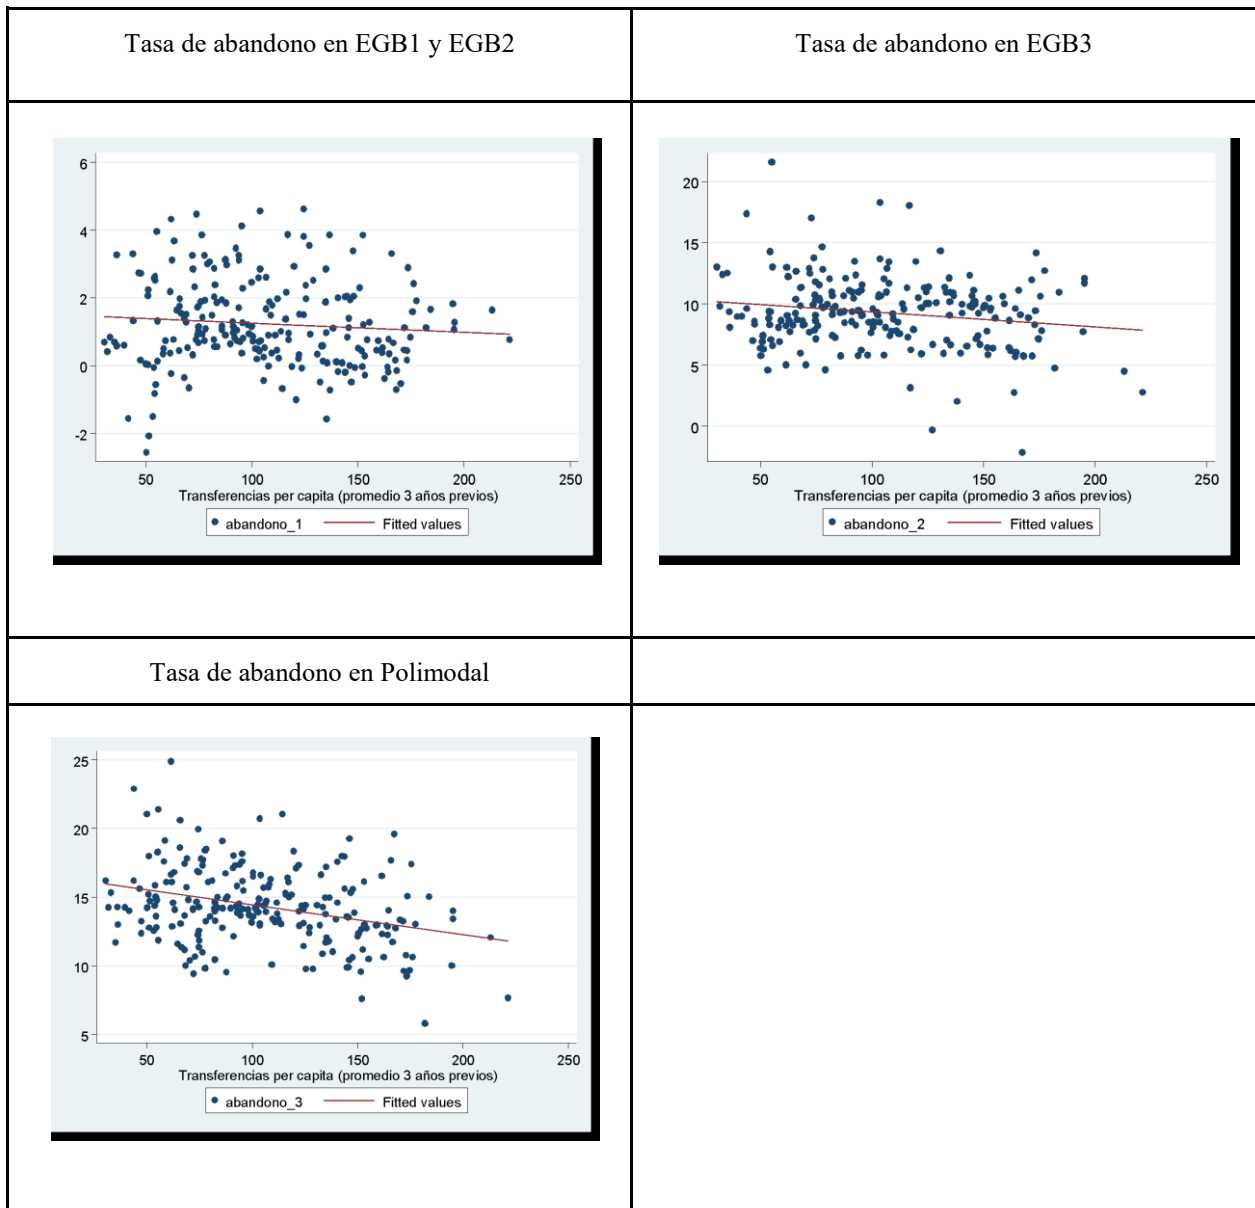 Tasa de abandono en EGB1 y EGB2
Tasa de abandono en EGB3
6
4
2
0
-2
50 100 150 200 250
Transferencias per capita (promedio 3 años previos)
abandono_1 Fitted values
20
15
10
5
0
50 100 150 200 250
Transferencias per capita (promedio 3 años previos)
abandono_2 Fitted values
Tasa de abandono en Polimodal
25
20
15
10
5
50 100 150 200 250
Transferencias per capita (promedio 3 años previos)
abandono_3 Fitted values